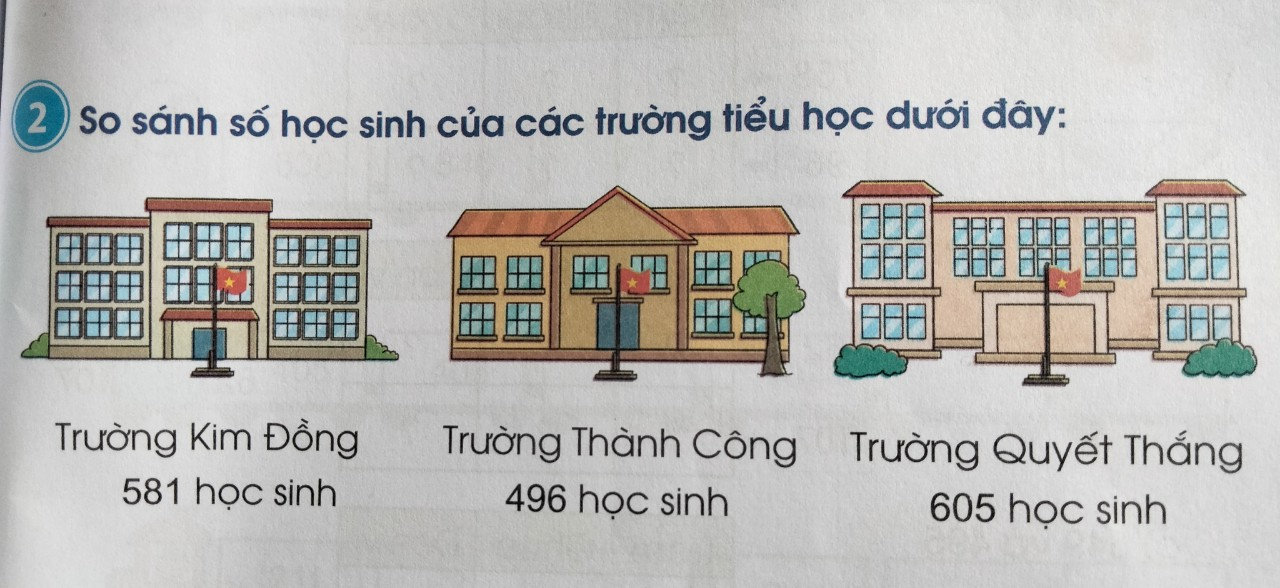 2 So sánh số học sinh của các trường tiểu học dưới đây:
Trường Kim Đồng
581 học sinh
Trường Thành Công
496 học sinh
Trường Quyết Thắng
605 học sinh